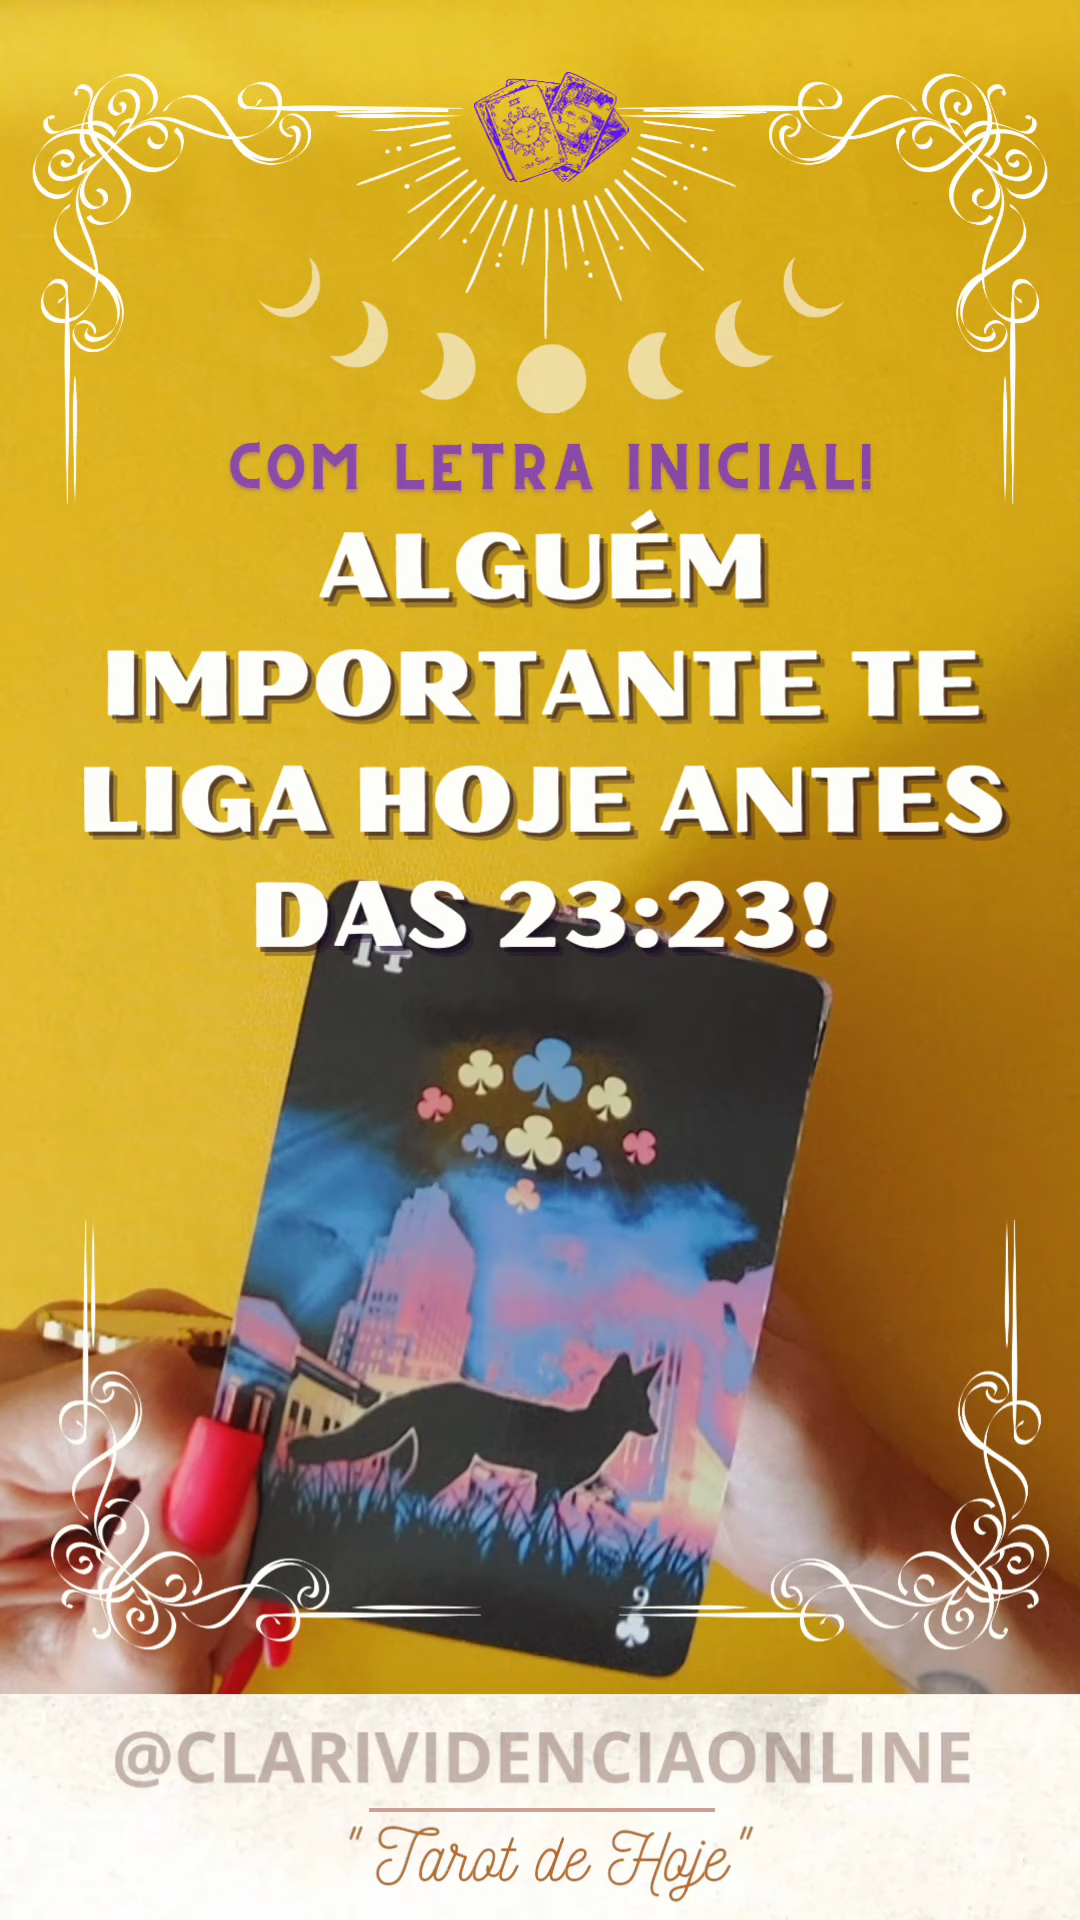 COM LETRA INICIAL!
ALGUÉM
IMPORTANTE TE
LIGA HOJE ANTES
DAS 23:23!
14
9
@CLARIVIDENCIAONLINE
"Tarot de Hoje"